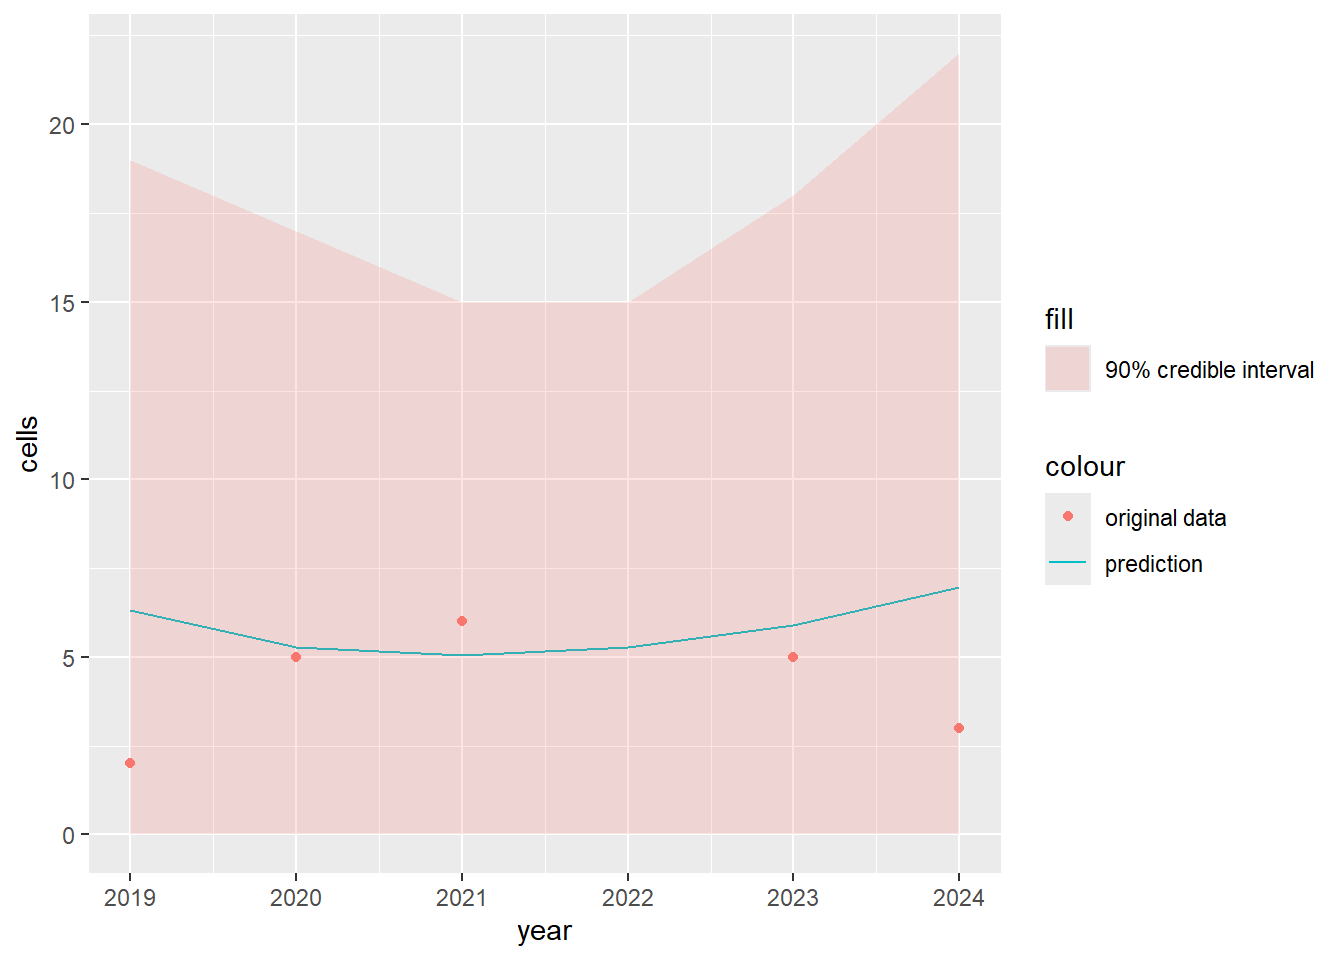 20
15
10
5
0
cells
2019 2020 2021 2022 2023 2024
year
fill
90% credible interval
colour
original data
prediction